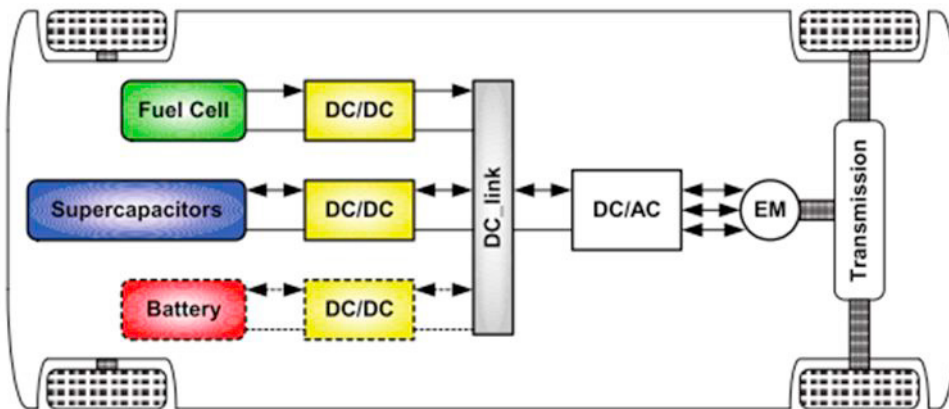 Fuel Cell
DC/DC
Supercapacitors
DC/DC
Battery
DC/DC
DC_link
DC/AC
EM
Transmission